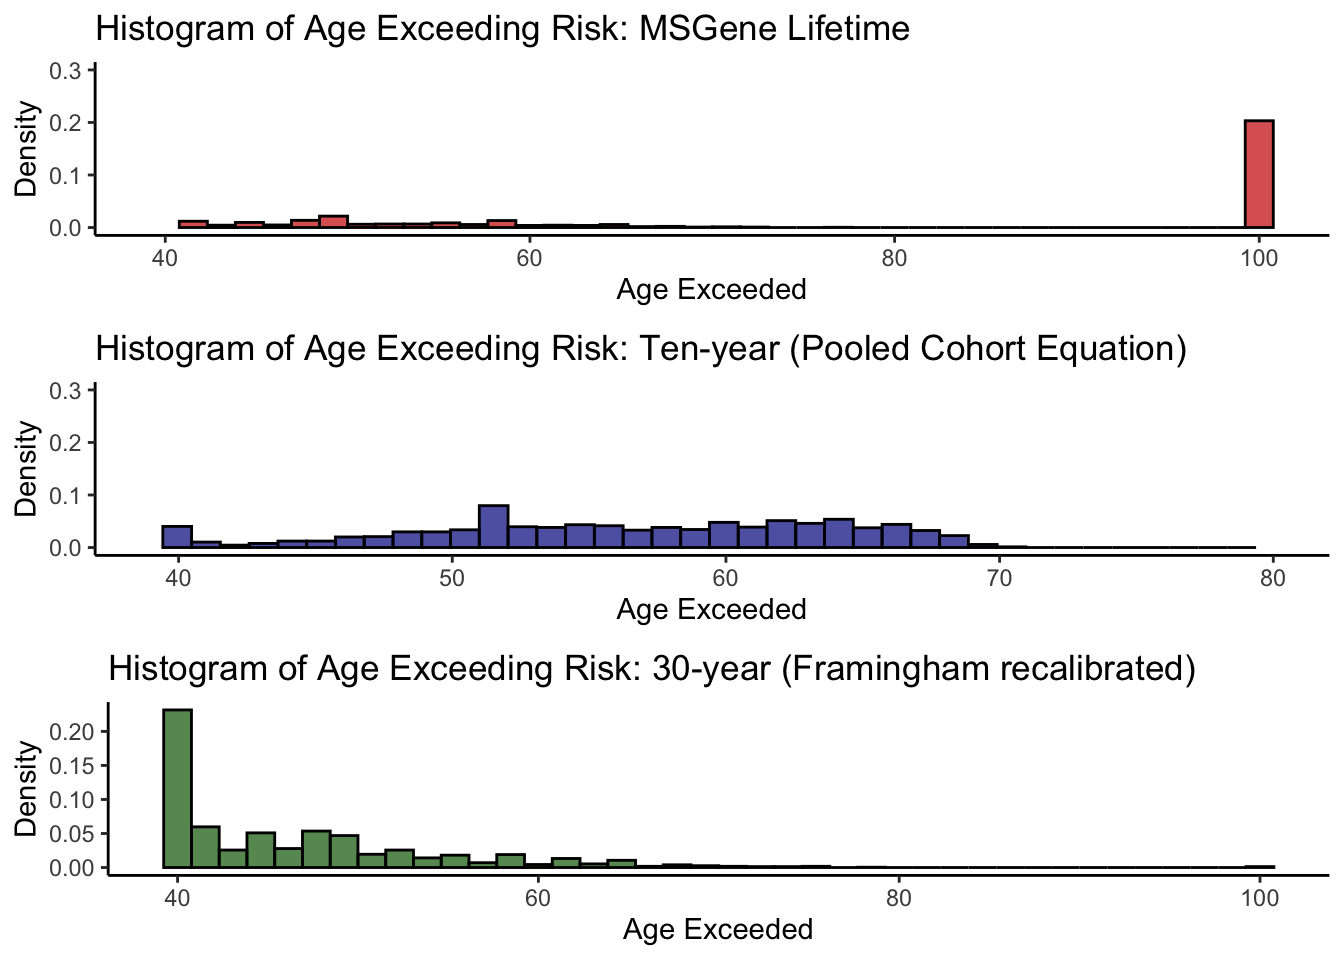 Histogram of Age Exceeding Risk: MSGene Lifetime
0.3
0.2
0.1
0.0
Density
40 60 80 100
Age Exceeded
Histogram of Age Exceeding Risk: Ten-year (Pooled Cohort Equation)
0.3
0.2
0.1
0.0
Density
40 50 60 70 80
Age Exceeded
Histogram of Age Exceeding Risk: 30-year (Framingham recalibrated)
0.20
0.15
0.10
0.05
0.00
Density
40 60 80 100
Age Exceeded